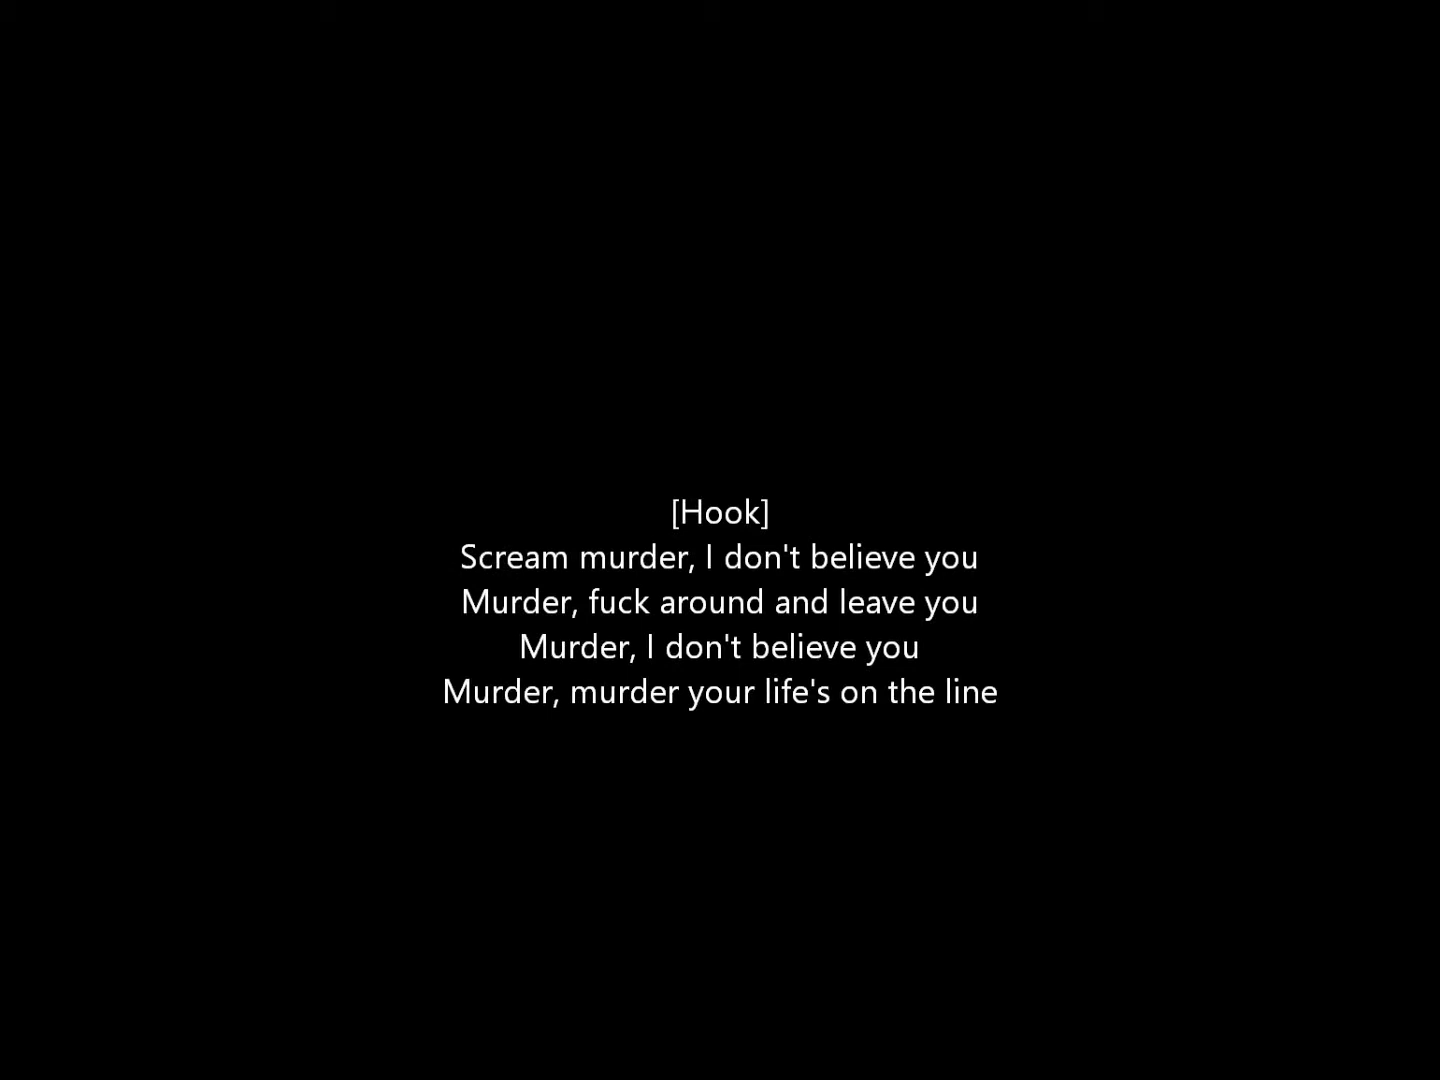 [Hook]
Scream murder, I don't believe you
Murder, fuck around and leave you
Murder, I don't believe you
Murder, murder your life's on the line